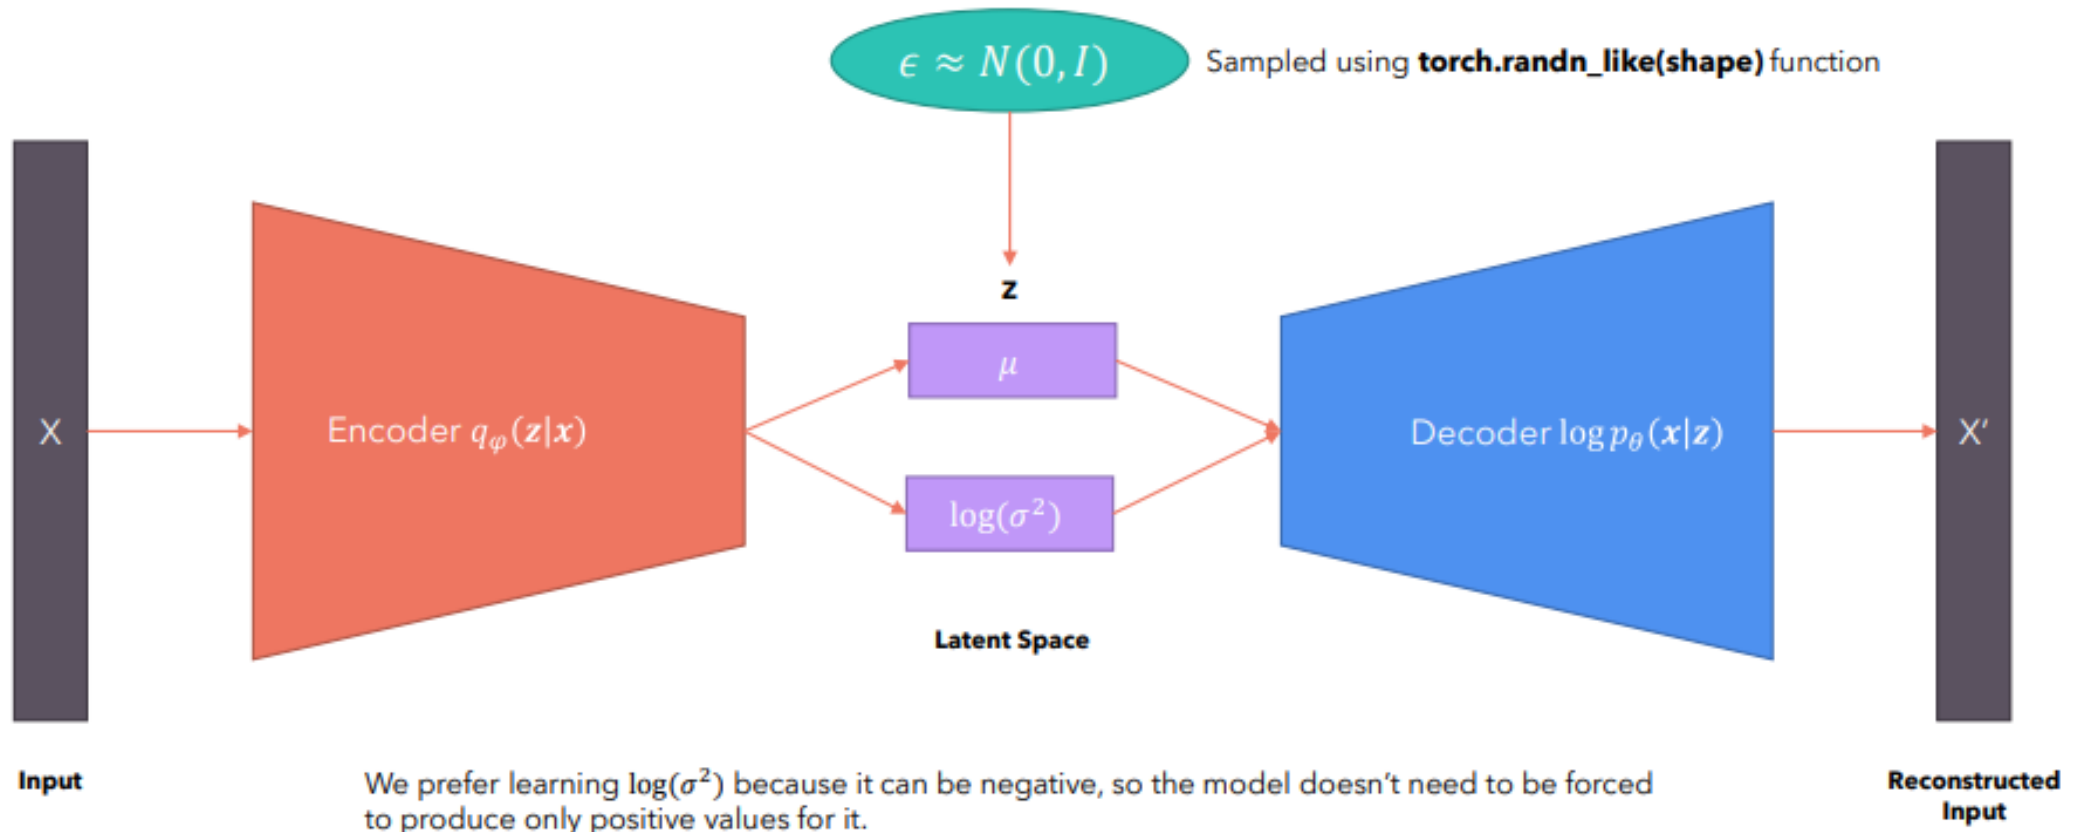 ϵ ≈ N(0, I)
Sampled using torch.randn_like(shape) function
z
X
Encoder q_φ(z|x)
μ
log(σ²)
Decoder log p_θ(x|z)
X’
Latent Space
Input
We prefer learning log(σ²) because it can be negative, so the model doesn’t need to be forced
to produce only positive values for it.
Reconstructed
Input